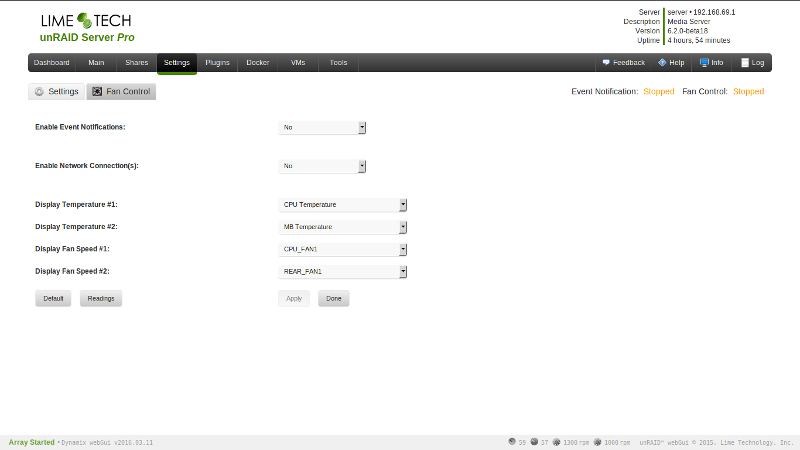 LIME TECH
unRAID Server Pro
Server server • 192.168.69.1
Description Media Server
Version 6.2.0-beta18
Uptime 4 hours, 54 minutes
Dashboard Main Shares Settings Plugins Docker VMs Tools Feedback Help Info Log
Settings Fan Control Event Notification: Stopped Fan Control: Stopped
Enable Event Notifications: No
Enable Network Connection(s): No
Display Temperature #1: CPU Temperature
Display Temperature #2: MB Temperature
Display Fan Speed #1: CPU_FAN1
Display Fan Speed #2: REAR_FAN1
Default Readings Apply Done
Array Started • Dynamix webGui v2016.03.11 59 57 1300 rpm 1000 rpm unRAID™ webGui © 2015, Lime Technology, Inc.